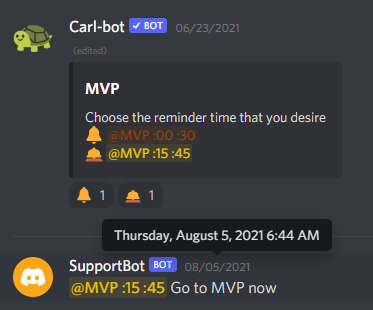 Carl-bot ✓ BOT 06/23/2021
(edited)
MVP
Choose the reminder time that you desire
@MVP :00 :30
@MVP :15 :45
1 1
Thursday, August 5, 2021 6:44 AM
SupportBot BOT 08/05/2021
@MVP :15 :45 Go to MVP now